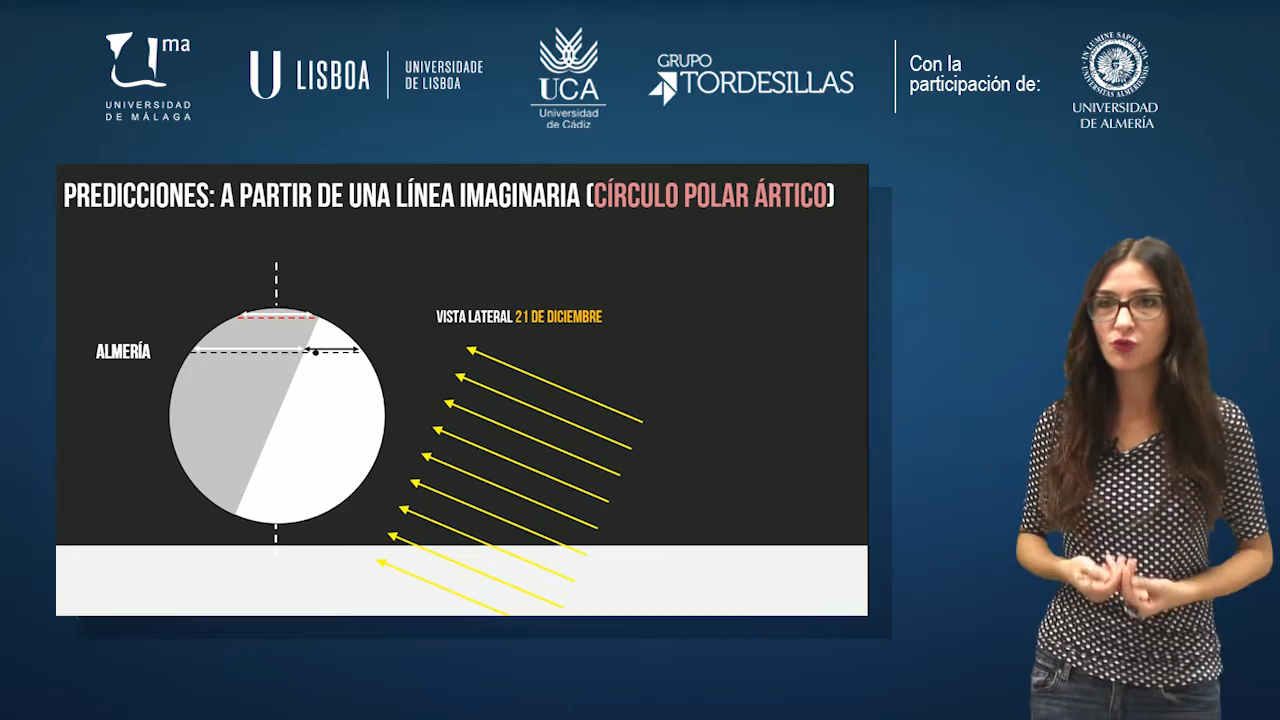 uma
UNIVERSIDAD
DE MÁLAGA
U LISBOA
UNIVERSIDADE
DE LISBOA
UCA
Universidad
de Cádiz
GRUPO
TORDESILLAS
Con la
participación de:
UNIVERSIDAD
DE ALMERÍA
PREDICCIONES: A PARTIR DE UNA LÍNEA IMAGINARIA (CÍRCULO POLAR ÁRTICO)
VISTA LATERAL 21 DE DICIEMBRE
ALMERÍA